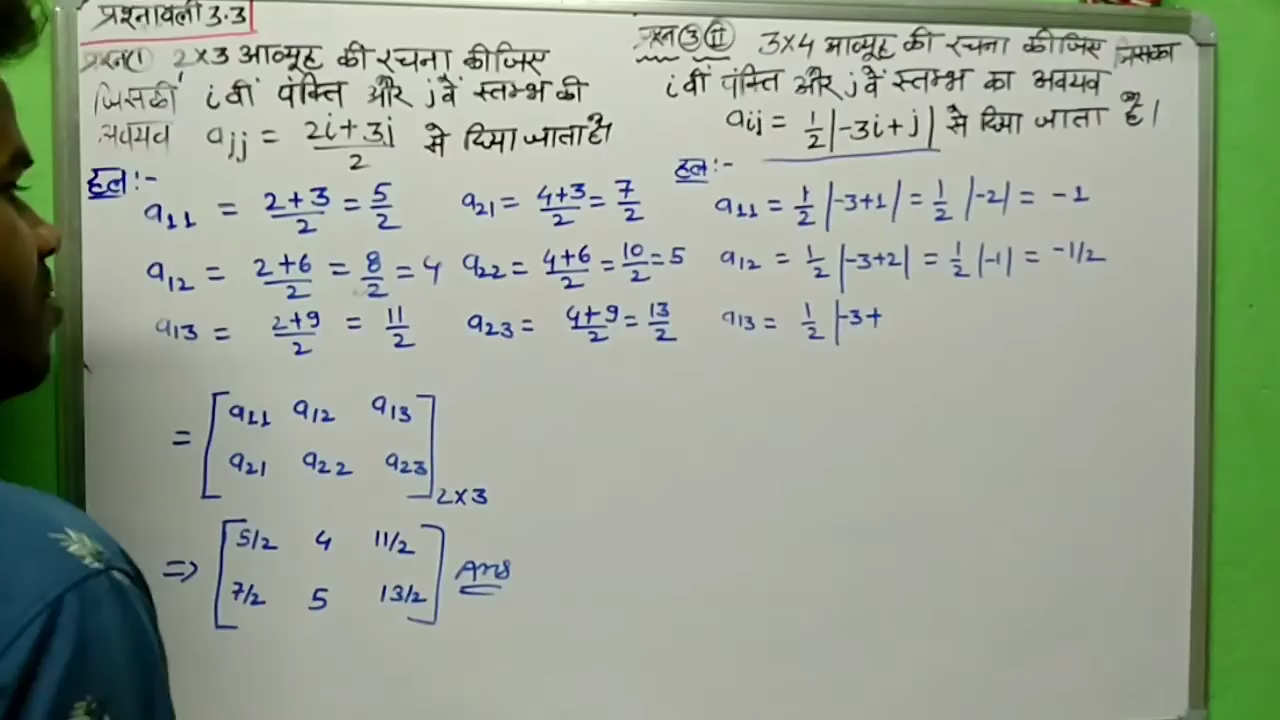 प्रश्नावली 3.3
प्रश्न① 2×3 आव्यूह की रचना कीजिए
जिसकी i वीं पंक्ति और j वें स्तम्भ की
अवयव aij = 2i+3j/2 से दिया जाता है।
हल:-
a11 = 2+3/2 = 5/2
a12 = 2+6/2 = 8/2 = 4
a13 = 2+9/2 = 11/2
a21 = 4+3/2 = 7/2
a22 = 4+6/2 = 10/2 = 5
a23 = 4+9/2 = 13/2
= [a11 a12 a13
a21 a22 a23]2×3
=> [5/2 4 11/2
7/2 5 13/2] Ans
प्रश्न ③ ⓘⓘ 3×4 आव्यूह की रचना कीजिए जिसका
i वीं पंक्ति और j वें स्तम्भ का अवयव
aij = 1/2 |-3i+j| से दिया जाता है।
हल:-
a11 = 1/2 |-3+1| = 1/2 |-2| = -1
a12 = 1/2 |-3+2| = 1/2 |-1| = -1/2
a13 = 1/2 |-3+